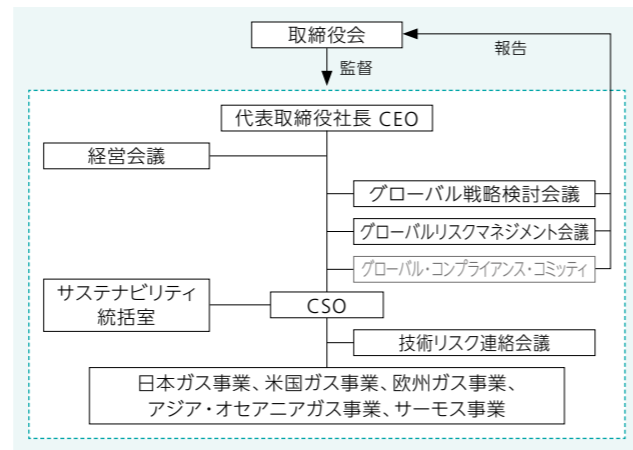 取締役会
報告
監督
代表取締役社長 CEO
経営会議
グローバル戦略検討会議
グローバルリスクマネジメント会議
グローバル・コンプライアンス・コミッティ
サステナビリティ
統括室
CSO
技術リスク連絡会議
日本ガス事業、米国ガス事業、欧州ガス事業、
アジア・オセアニアガス事業、サーモス事業